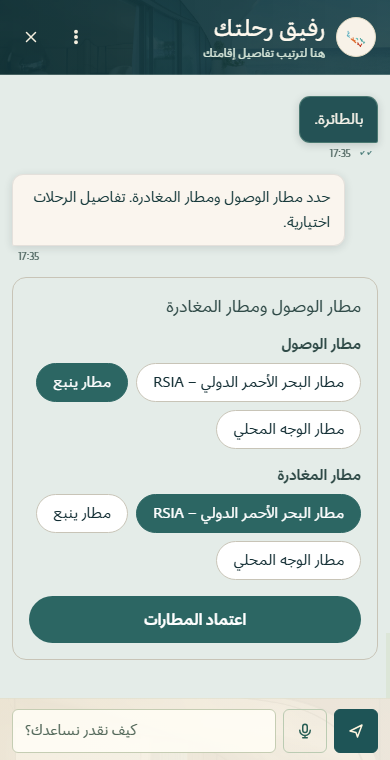 رفيق رحلتك
هنا لترتيب تفاصيل إقامتك
بالطائرة.
17:35
حدد مطار الوصول ومطار المغادرة. تفاصيل الرحلات
اختيارية.
17:35
مطار الوصول ومطار المغادرة
مطار الوصول
مطار البحر الأحمر الدولي – RSIA
مطار ينبع
مطار الوجه المحلي
مطار المغادرة
مطار البحر الأحمر الدولي – RSIA
مطار ينبع
مطار الوجه المحلي
اعتماد المطارات
كيف نقدر نساعدك؟